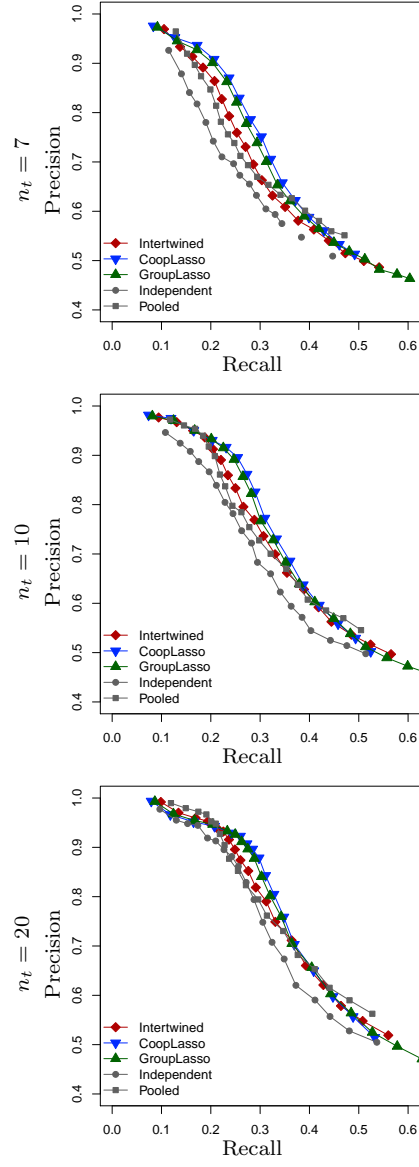 n_t = 7
Precision
1.0
0.9
0.8
0.7
0.6
0.5
0.4
Intertwined
CoopLasso
GroupLasso
Independent
Pooled
0.0 0.1 0.2 0.3 0.4 0.5 0.6
Recall
n_t = 10
Precision
1.0
0.9
0.8
0.7
0.6
0.5
0.4
Intertwined
CoopLasso
GroupLasso
Independent
Pooled
0.0 0.1 0.2 0.3 0.4 0.5 0.6
Recall
n_t = 20
Precision
1.0
0.9
0.8
0.7
0.6
0.5
0.4
Intertwined
CoopLasso
GroupLasso
Independent
Pooled
0.0 0.1 0.2 0.3 0.4 0.5 0.6
Recall